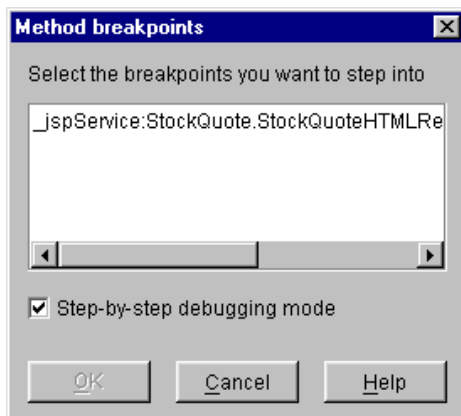 Method breakpoints
Select the breakpoints you want to step into
_jspService:StockQuote.StockQuoteHTMLRe
Step-by-step debugging mode
OK Cancel Help